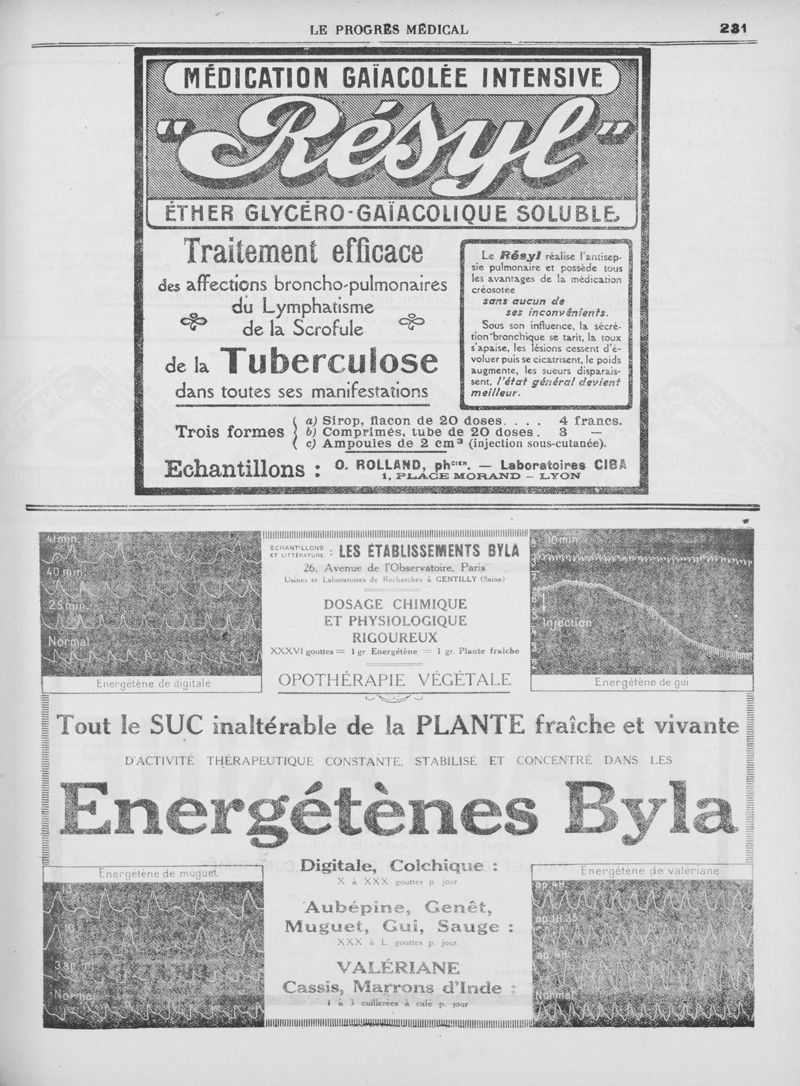 LE PROGRÈS MÉDICAL
231
MÉDICATION GAÏACOLÉE INTENSIVE
"Résyl"
ÉTHER GLYCÉRO-GAÏACOLIQUE SOLUBLE
Traitement efficace
des affections broncho-pulmonaires
du Lymphatisme
de la Scrofule
de la Tuberculose
dans toutes ses manifestations
Le Résyl réalise l'antisep-
sie pulmonaire et possède tous
les avantages de la médication
créosotée
sans aucun de
ses inconvénients.
Sous son influence, la sécré-
tion bronchique se tarit, la toux
s'apaise, les lésions cessent d'é-
voluer puis se cicatrisent, le poids
augmente, les sueurs disparais-
sent, l'état général devient
meilleur.
Trois formes
a) Sirop, flacon de 20 doses. . . . 4 francs.
b) Comprimés, tube de 20 doses. 3 —
c) Ampoules de 2 cm³ (injection sous-cutanée).
Echantillons : O. ROLLAND, phcien. — Laboratoires CIBA
1, PLACE MORAND - LYON
41 min.
40 min.
25 min.
Normal
Energétène de digitale
ECHANTILLONS
ET LITTÉRATURE : LES ÉTABLISSEMENTS BYLA
26, Avenue de l'Observatoire, Paris
Usines et Laboratoires de Recherches à GENTILLY (Seine)
DOSAGE CHIMIQUE
ET PHYSIOLOGIQUE
RIGOUREUX
XXXVI gouttes = 1 gr Energétène = 1 gr. Plante fraîche
OPOTHÉRAPIE VÉGÉTALE
10 min
Injection
Energétène de gui
Tout le SUC inaltérable de la PLANTE fraîche et vivante
D'ACTIVITÉ THÉRAPEUTIQUE CONSTANTE, STABILISÉ ET CONCENTRÉ DANS LES
Energétènes Byla
Energétène de muguet
Normal
Digitale, Colchique :
X à XXX gouttes p. jour
Aubépine, Genêt,
Muguet, Gui, Sauge :
XXX à L gouttes p. jour.
VALÉRIANE
Cassis, Marrons d'Inde :
1 à 3 cuillerées à café p. jour
Energétène de valériane
ap 4H
Normal